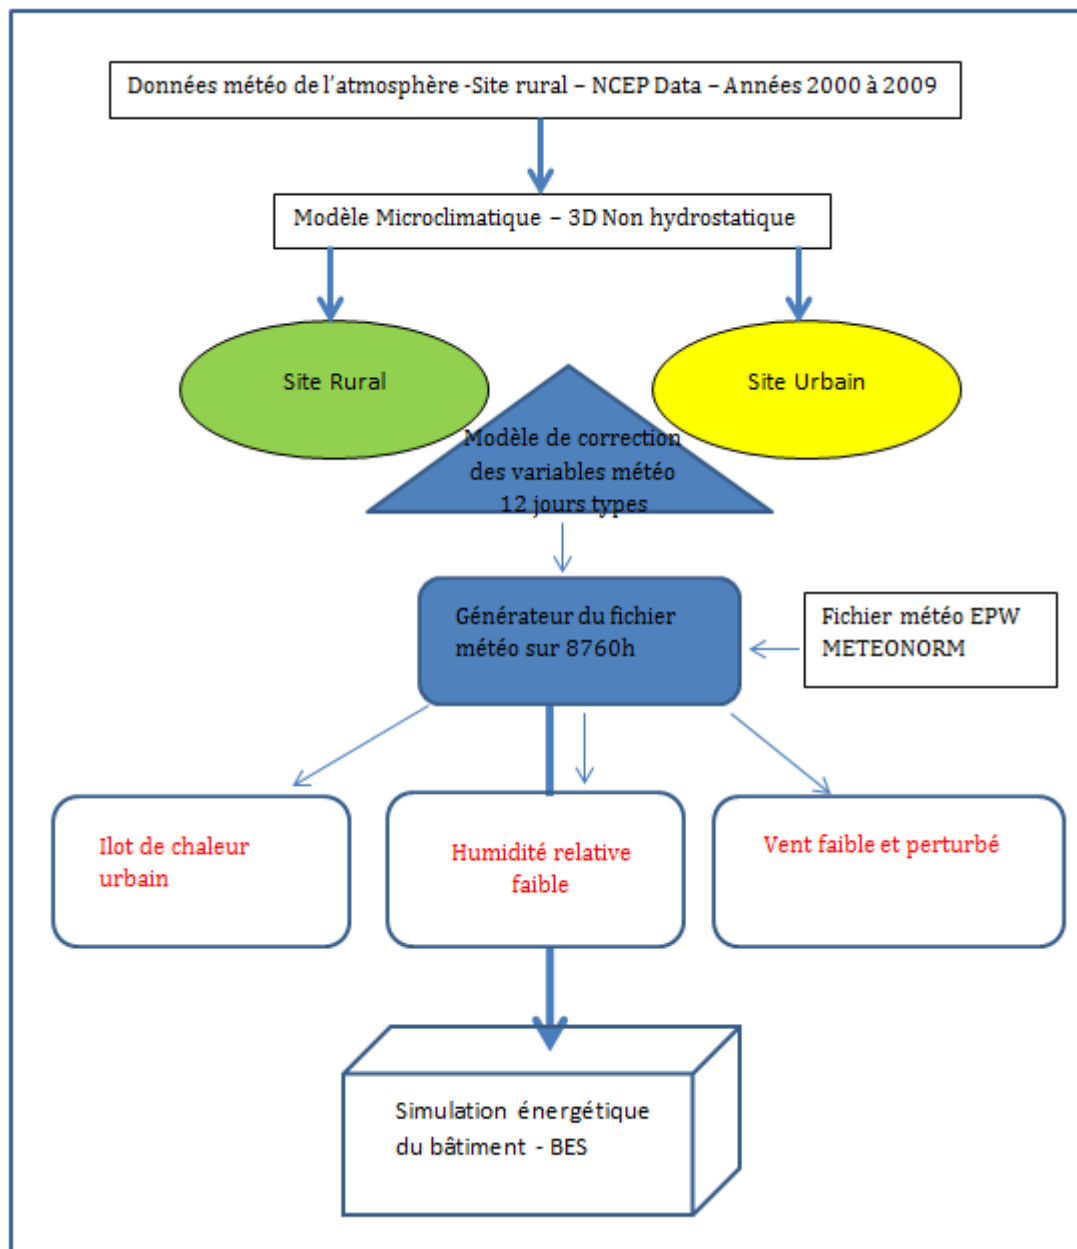 Données météo de l'atmosphère -Site rural – NCEP Data – Années 2000 à 2009
Modèle Microclimatique – 3D Non hydrostatique
Site Rural
Site Urbain
Modèle de correction
des variables météo
12 jours types
Générateur du fichier
météo sur 8760h
Fichier météo EPW
METEONORM
Ilot de chaleur
urbain
Humidité relative
faible
Vent faible et perturbé
Simulation énergétique
du bâtiment - BES